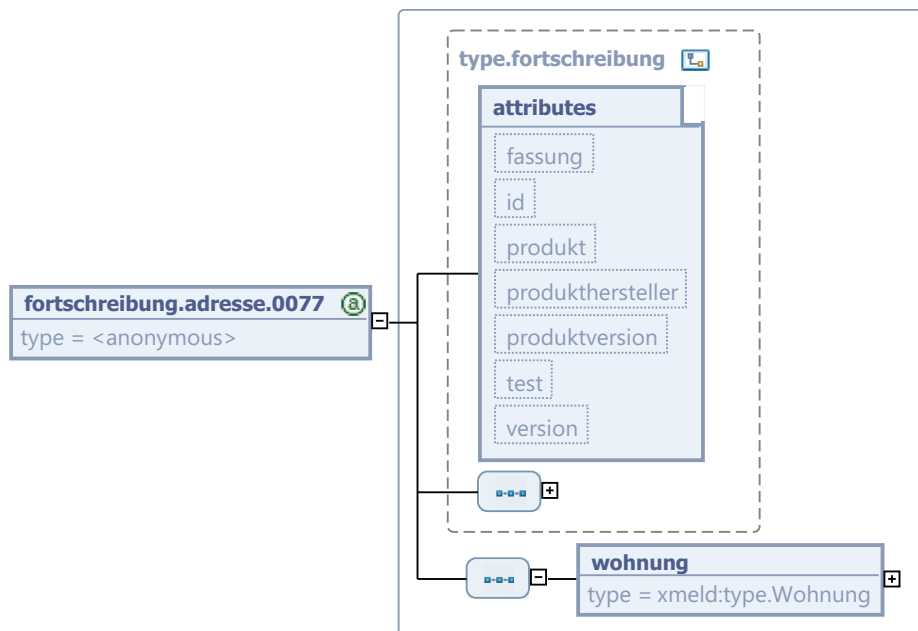 type.fortschreibung
attributes
fassung
id
produkt
produkthersteller
produktversion
test
version
fortschreibung.adresse.0077
type = <anonymous>
wohnung
type = xmeld:type.Wohnung